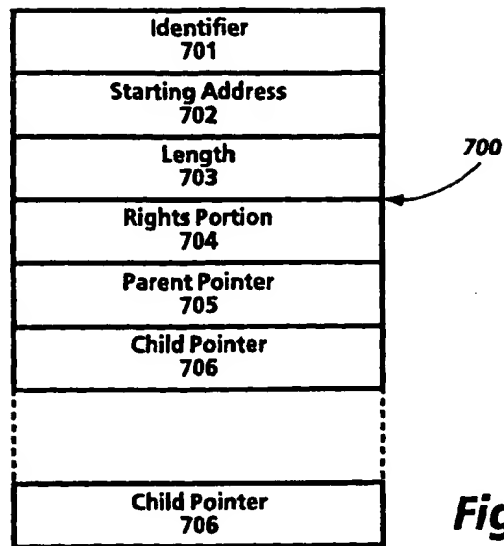 Identifier
701
Starting Address
702
Length
703
700
Rights Portion
704
Parent Pointer
705
Child Pointer
706
Child Pointer
706
Fig